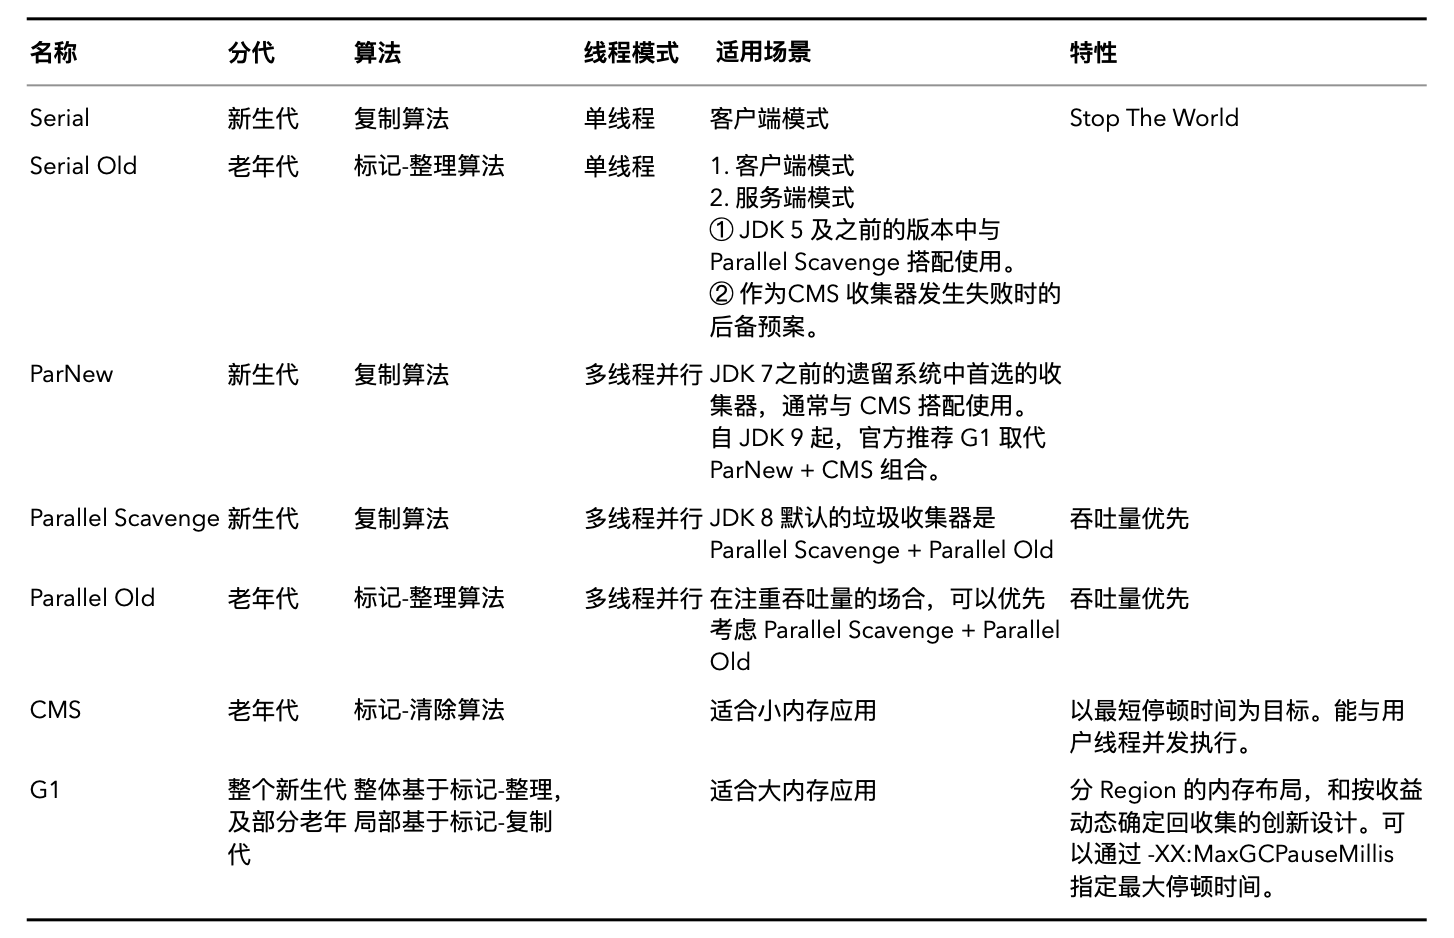 名称 分代 算法 线程模式 适用场景 特性
Serial 新生代 复制算法 单线程 客户端模式 Stop The World
Serial Old 老年代 标记-整理算法 单线程 1. 客户端模式
2. 服务端模式
① JDK 5 及之前的版本中与
Parallel Scavenge 搭配使用。
② 作为CMS 收集器发生失败时的
后备预案。
ParNew 新生代 复制算法 多线程并行 JDK 7之前的遗留系统中首选的收
集器，通常与 CMS 搭配使用。
自 JDK 9 起，官方推荐 G1 取代
ParNew + CMS 组合。
Parallel Scavenge 新生代 复制算法 多线程并行 JDK 8 默认的垃圾收集器是 吞吐量优先
Parallel Scavenge + Parallel Old
Parallel Old 老年代 标记-整理算法 多线程并行 在注重吞吐量的场合，可以优先 吞吐量优先
考虑 Parallel Scavenge + Parallel
Old
CMS 老年代 标记-清除算法 适合小内存应用 以最短停顿时间为目标。能与用
户线程并发执行。
G1 整个新生代 整体基于标记-整理， 适合大内存应用 分 Region 的内存布局，和按收益
及部分老年 局部基于标记-复制 动态确定回收集的创新设计。可
代 以通过 -XX:MaxGCPauseMillis
指定最大停顿时间。